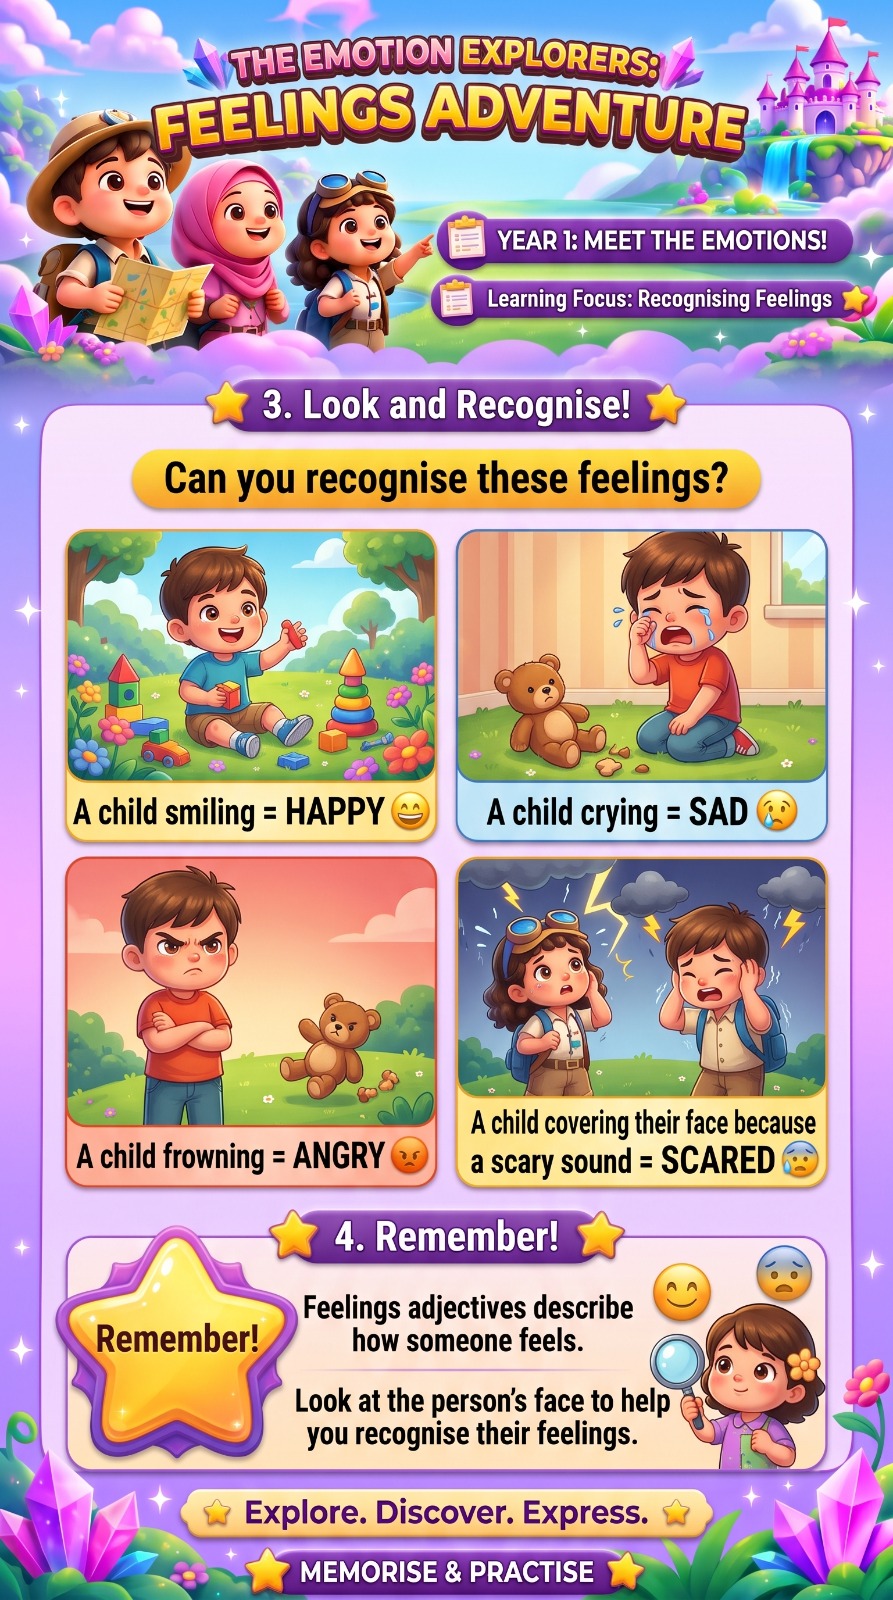 THE EMOTION EXPLORERS:
FEELINGS ADVENTURE
YEAR 1: MEET THE EMOTIONS!
Learning Focus: Recognising Feelings
3. Look and Recognise!
Can you recognise these feelings?
A child smiling = HAPPY
A child crying = SAD
A child frowning = ANGRY
A child covering their face because
a scary sound = SCARED
4. Remember!
Remember!
Feelings adjectives describe
how someone feels.
Look at the person's face to help
you recognise their feelings.
Explore. Discover. Express.
MEMORISE & PRACTISE